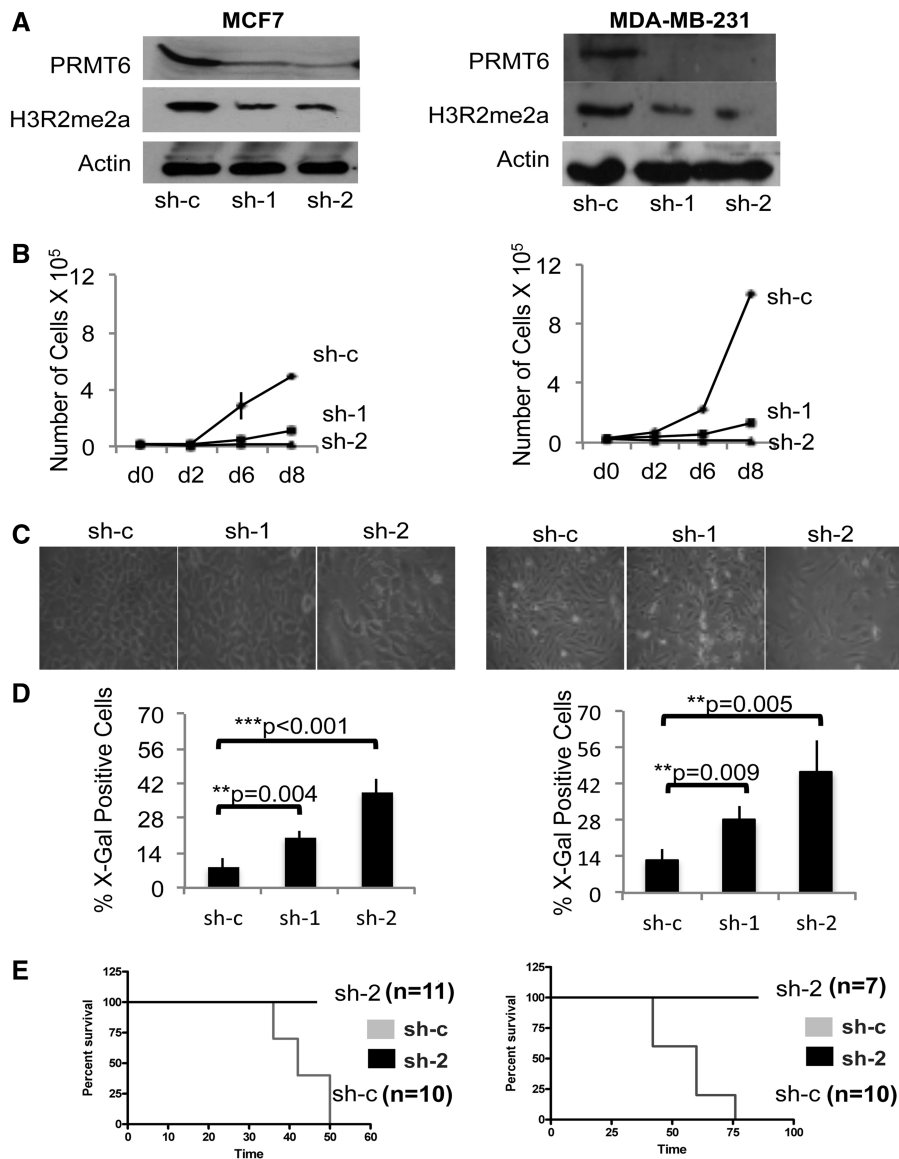 A
MCF7
MDA-MB-231
PRMT6
H3R2me2a
Actin
sh-c sh-1 sh-2
PRMT6
H3R2me2a
Actin
sh-c sh-1 sh-2
B
Number of Cells X 10⁵
12
8
4
0
sh-c
sh-1
sh-2
d0 d2 d6 d8
Number of Cells X 10⁵
12
8
4
0
sh-c
sh-1
sh-2
d0 d2 d6 d8
C
sh-c sh-1 sh-2
sh-c sh-1 sh-2
D
% X-Gal Positive Cells
70
56
42
28
14
0
***p<0.001
**p=0.004
sh-c sh-1 sh-2
% X-Gal Positive Cells
70
56
42
28
14
0
**p=0.005
**p=0.009
sh-c sh-1 sh-2
E
Percent survival
125
100
75
50
25
0
sh-2 (n=11)
sh-c
sh-2
sh-c (n=10)
0 10 20 30 40 50 60
Time
Percent survival
125
100
75
50
25
0
sh-2 (n=7)
sh-c
sh-2
sh-c (n=10)
0 25 50 75 100
Time